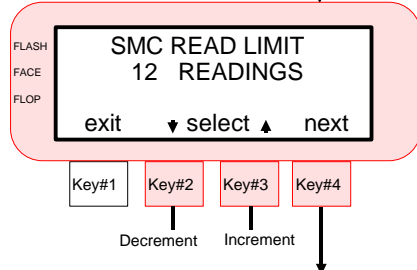 FLASH
FACE
FLOP
SMC READ LIMIT
12 READINGS
exit select next
Key#1 Key#2 Key#3 Key#4
Decrement Increment